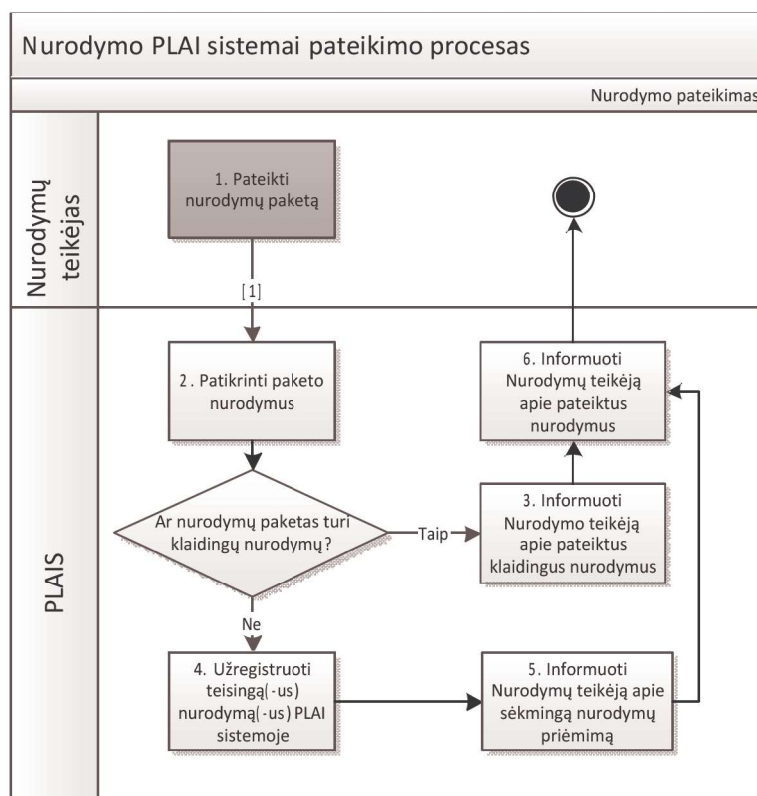 Nurodymo PLAI sistemai pateikimo procesas
Nurodymo pateikimas
Nurodymų
teikėjas
1. Pateikti
nurodymų paketą
[1]
PLAIS
2. Patikrinti paketo
nurodymus
6. Informuoti
Nurodymų teikėją
apie pateiktus
nurodymus
Ar nurodymų paketas turi
klaidingų nurodymų?
Taip
3. Informuoti
Nurodymo teikėją
apie pateiktus
klaidingus nurodymus
Ne
4. Užregistruoti
teisingą(-us)
nurodymą(-us) PLAI
sistemoje
5. Informuoti
Nurodymų teikėją apie
sėkmingą nurodymų
priėmimą